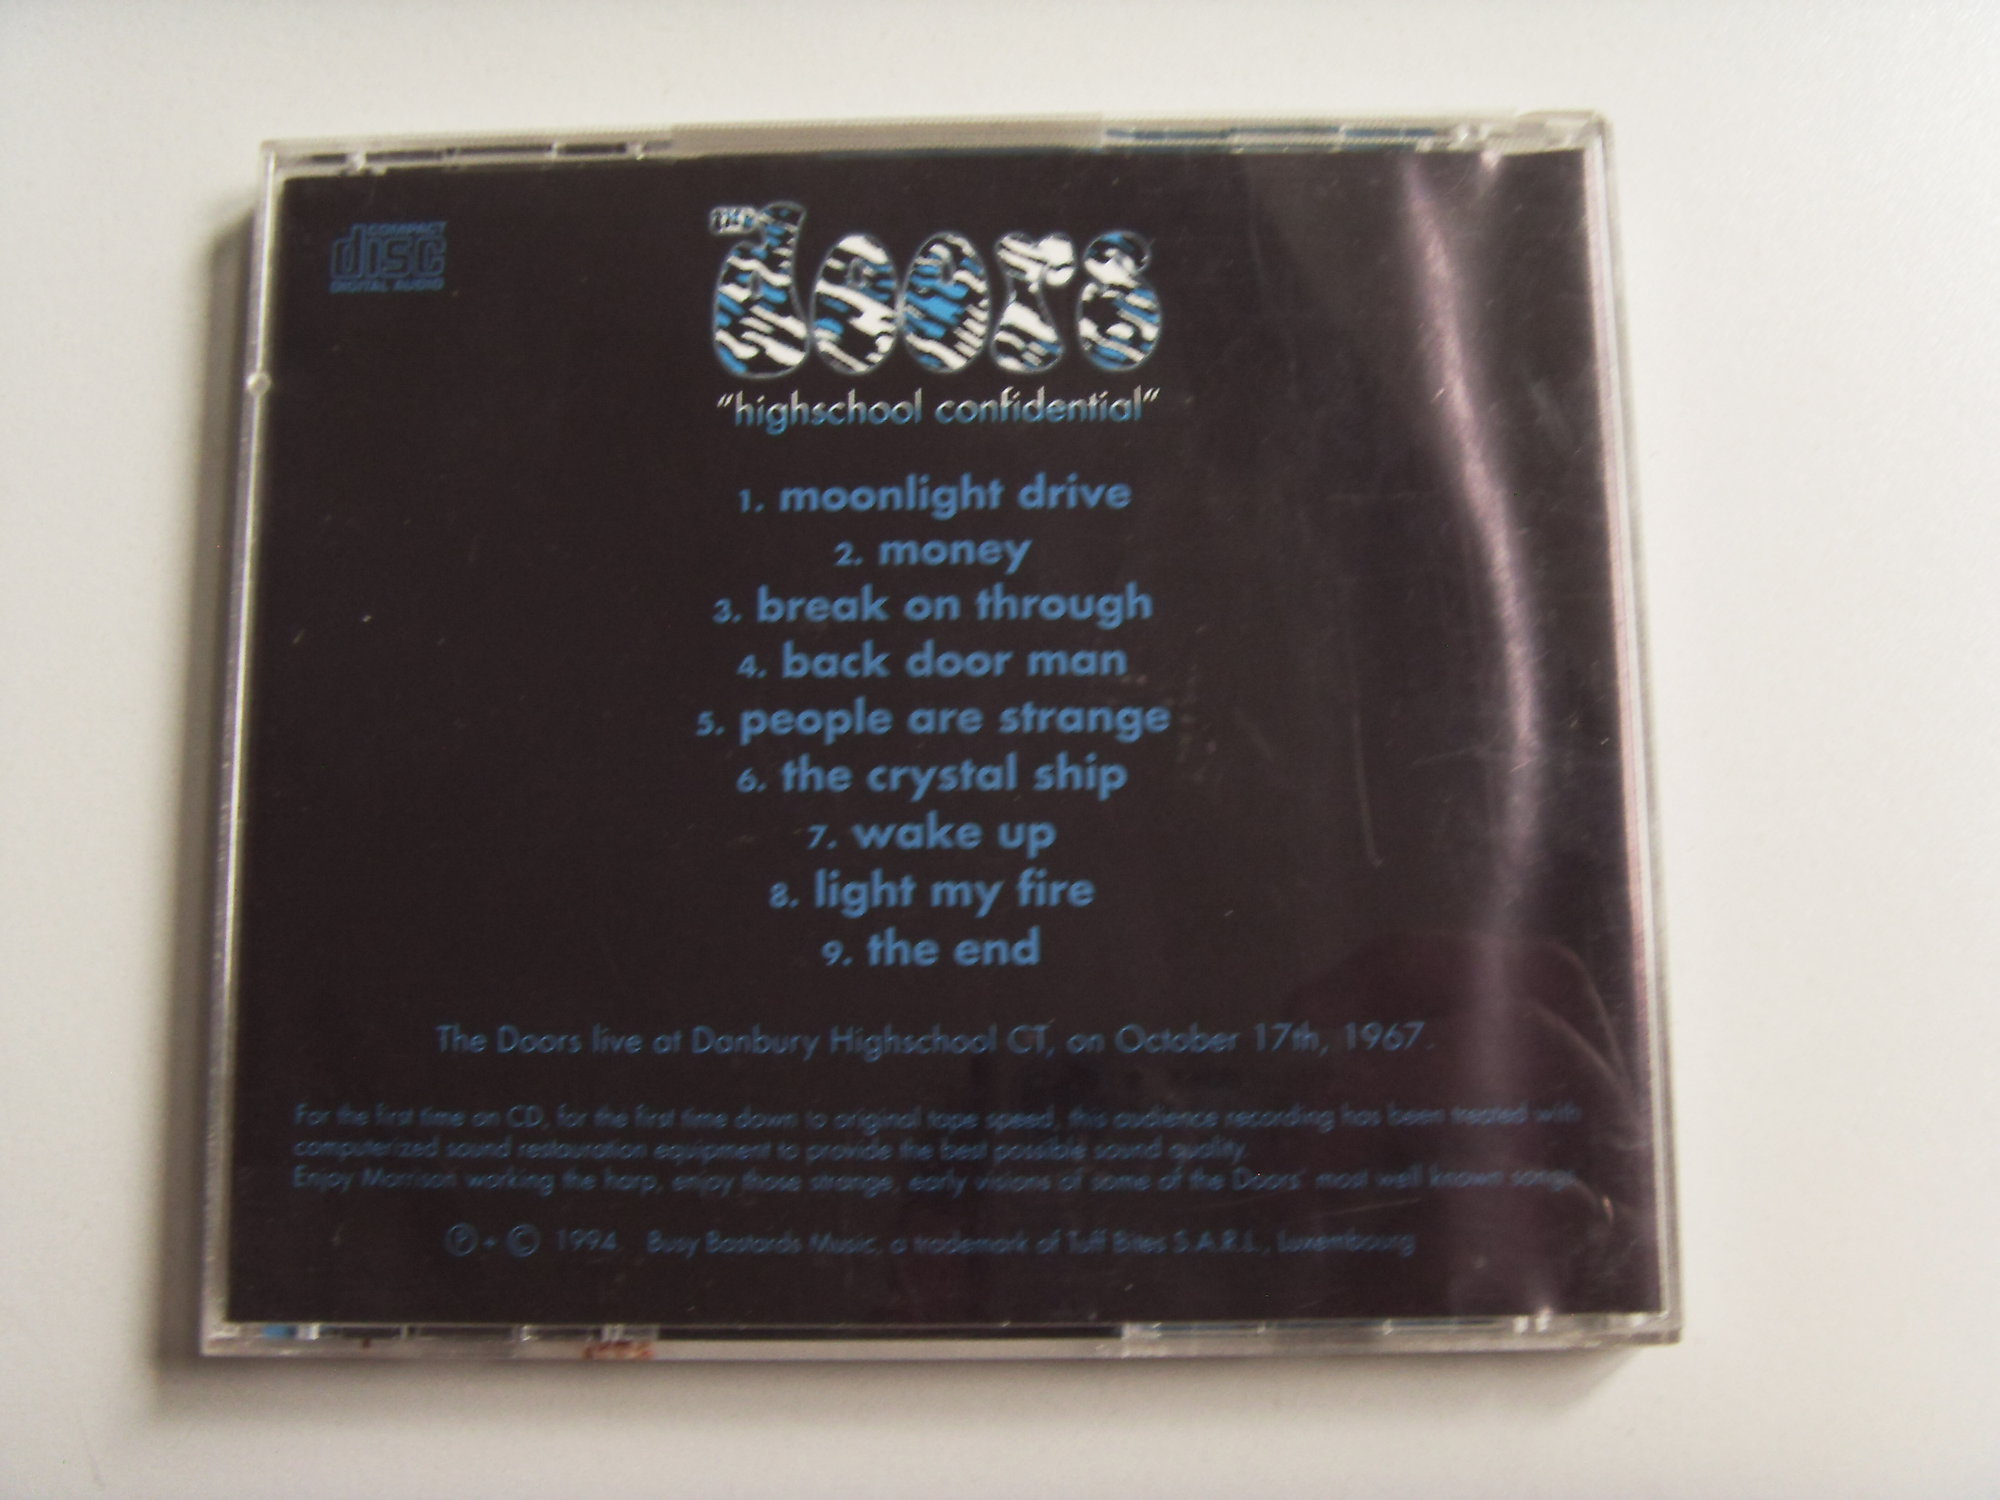 COMPACT
disc
DIGITAL AUDIO
THE
doors
"highschool confidential"
1. moonlight drive
2. money
3. break on through
4. back door man
5. people are strange
6. the crystal ship
7. wake up
8. light my fire
9. the end
The Doors live at Danbury Highschool CT, on October 17th, 1967.
For the first time on CD, for the first time down to original tape speed, this audience recording has been treated with
computerized sound restauration equipment to provide the best possible sound quality.
Enjoy Morrison working the harp, enjoy those strange, early visions of some of the Doors' most well known songs.
℗ + © 1994 Busy Bastards Music, a trademark of Tuff Bites S.A.R.L., Luxembourg